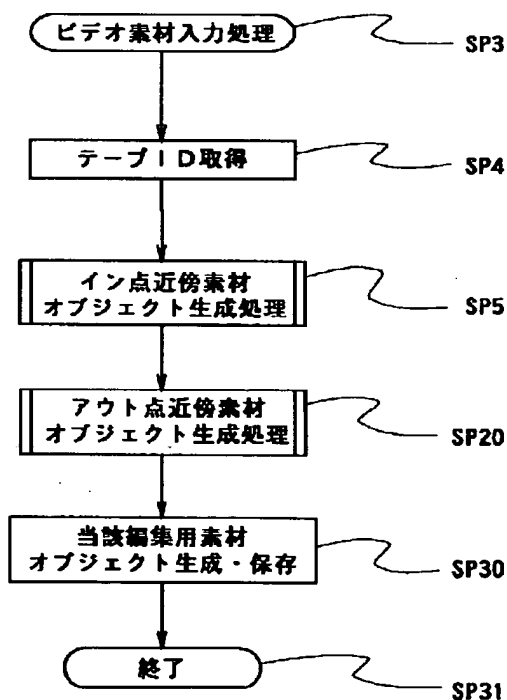 ビデオ素材入力処理
SP3
テープID取得
SP4
イン点近傍素材
オブジェクト生成処理
SP5
アウト点近傍素材
オブジェクト生成処理
SP20
当該編集用素材
オブジェクト生成・保存
SP30
終了
SP31